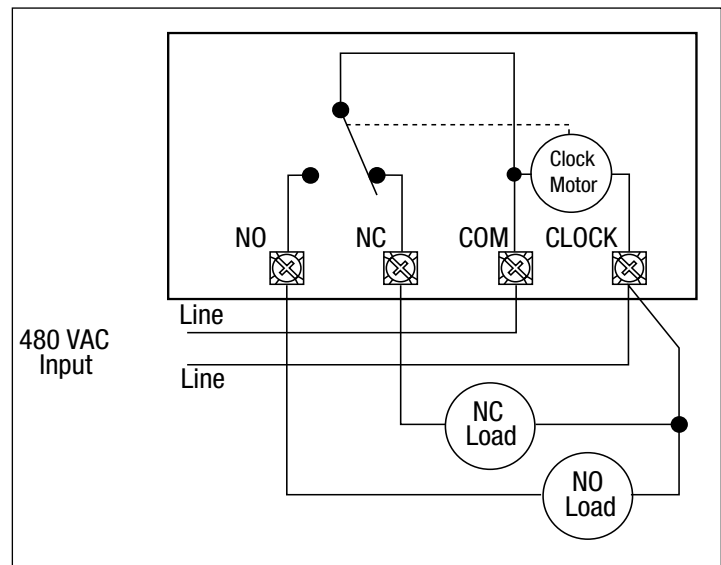 Clock
Motor
NO
NC
COM
CLOCK
Line
480 VAC
Input
Line
NC
Load
NO
Load